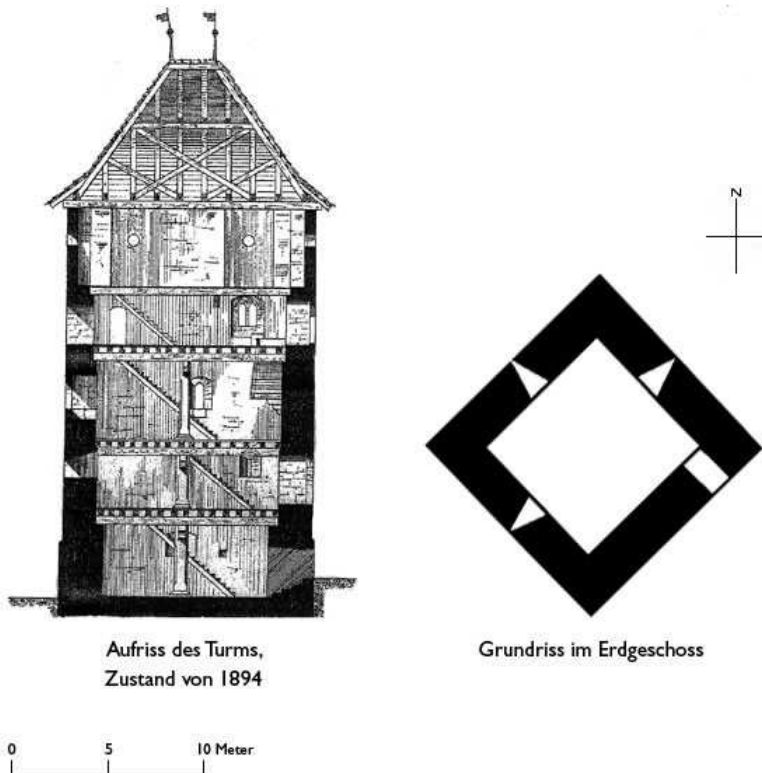 N
Aufriss des Turms,
Zustand von 1894
Grundriss im Erdgeschoss
0 5 10 Meter